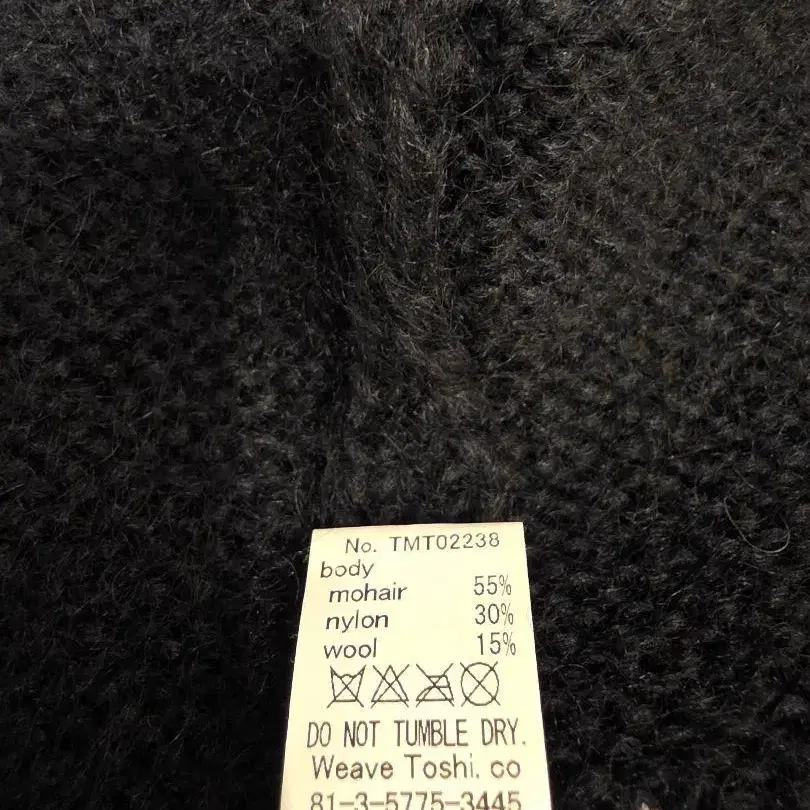 No. TMT02238
body
mohair 55%
nylon 30%
wool 15%
DO NOT TUMBLE DRY.
Weave Toshi. co
81-3-5775-3445